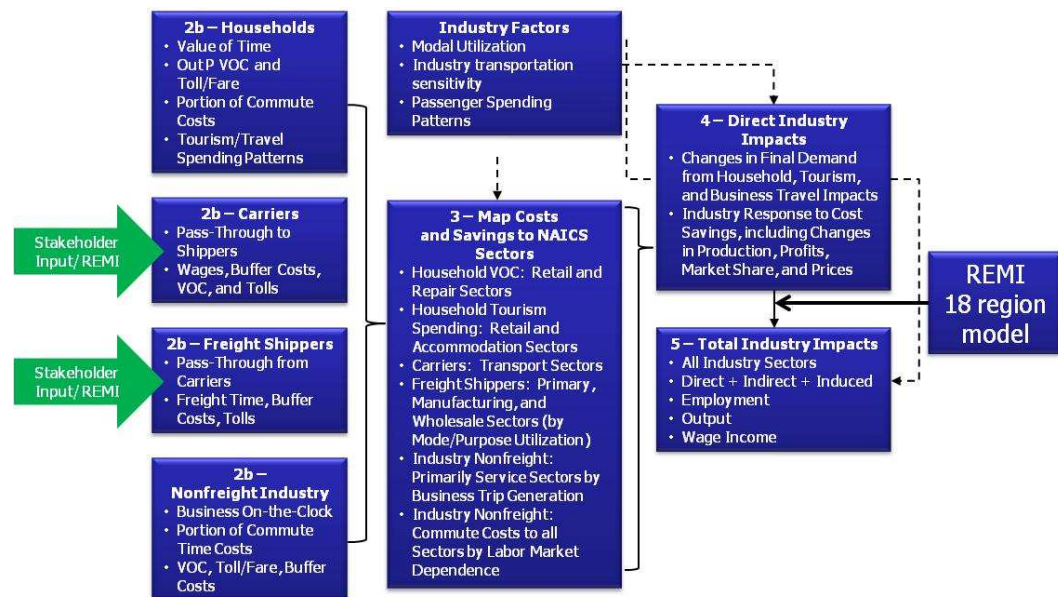 2b – Households
• Value of Time
• Out P VOC and
Toll/Fare
• Portion of Commute
Costs
• Tourism/Travel
Spending Patterns
Stakeholder
Input/ REMI
2b – Carriers
• Pass-Through to
Shippers
• Wages, Buffer Costs,
VOC, and Tolls
Stakeholder
Input/ REMI
2b – Freight Shippers
• Pass-Through from
Carriers
• Freight Time, Buffer
Costs, Tolls
2b –
Nonfreight Industry
• Business On-the-Clock
• Portion of Commute
Time Costs
• VOC, Toll/Fare, Buffer
Costs
Industry Factors
• Modal Utilization
• Industry transportation
sensitivity
• Passenger Spending
Patterns
3 – Map Costs
and Savings to NAICS
Sectors
• Household VOC: Retail and
Repair Sectors
• Household Tourism
Spending: Retail and
Accommodation Sectors
• Carriers: Transport Sectors
• Freight Shippers: Primary,
Manufacturing, and
Wholesale Sectors (by
Mode/Purpose Utilization)
• Industry Nonfreight:
Primarily Service Sectors by
Business Trip Generation
• Industry Nonfreight:
Commute Costs to all
Sectors by Labor Market
Dependence
4 – Direct Industry
Impacts
• Changes in Final Demand
from Household, Tourism,
and Business Travel Impacts
• Industry Response to Cost
Savings, including Changes
in Production, Profits,
Market Share, and Prices
REMI
18 region
model
5 – Total Industry Impacts
• All Industry Sectors
• Direct + Indirect + Induced
• Employment
• Output
• Wage Income